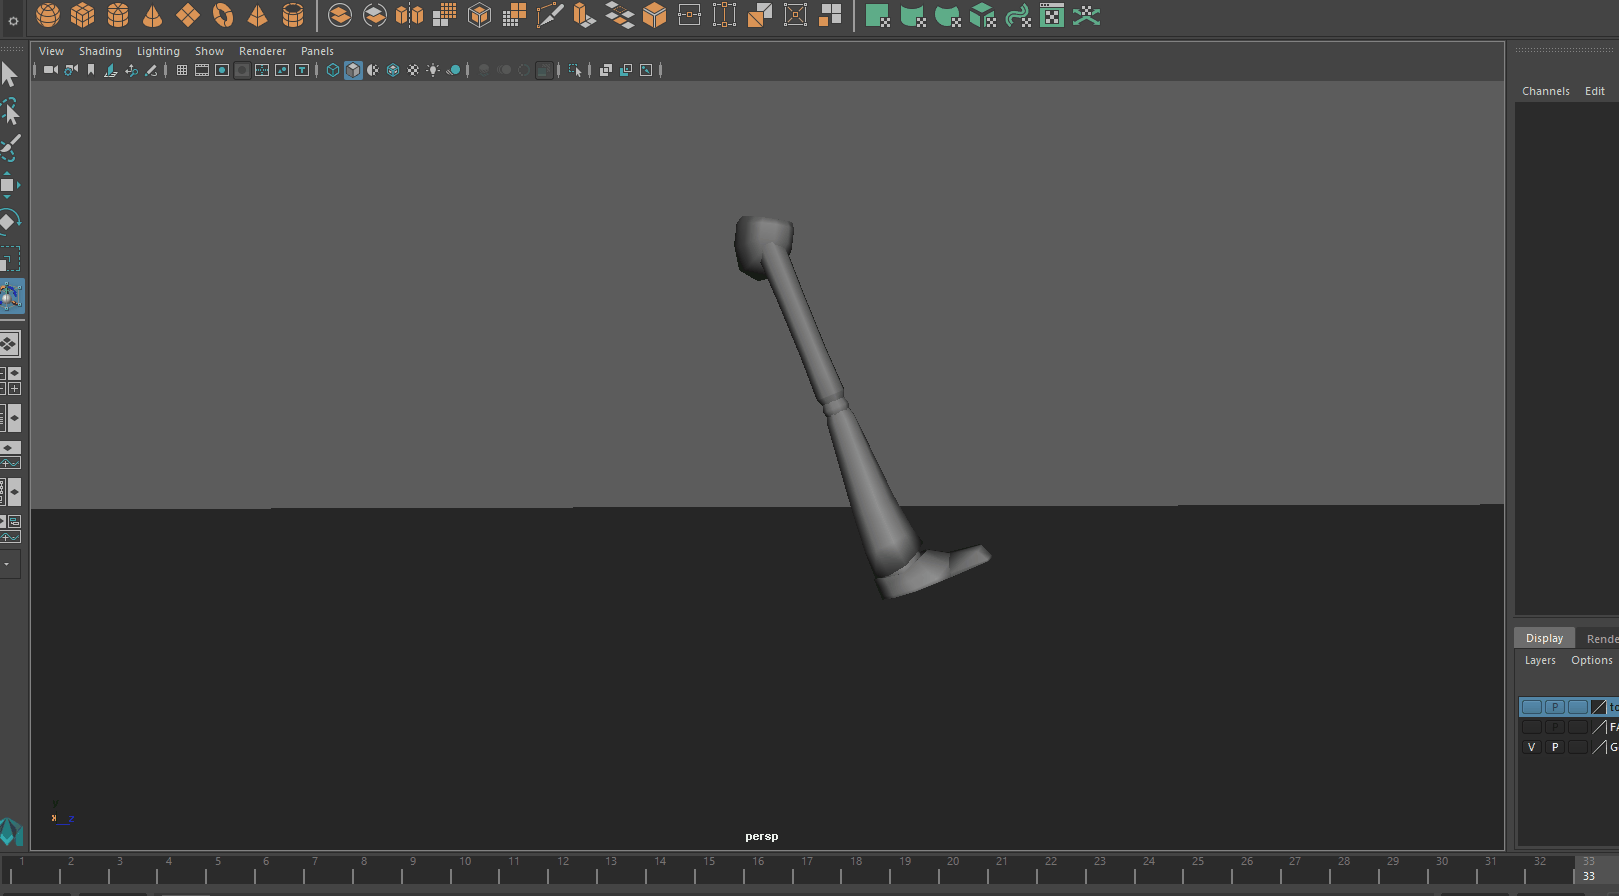 View Shading Lighting Show Renderer Panels
Channels Edit
Display
Layers Options
P
P
V P G
Y
x z
persp
1 2 3 4 5 6 7 8 9 10 11 12 13 14 15 16 17 18 19 20 21 22 23 24 25 26 27 28 29 30 31 32 33
33